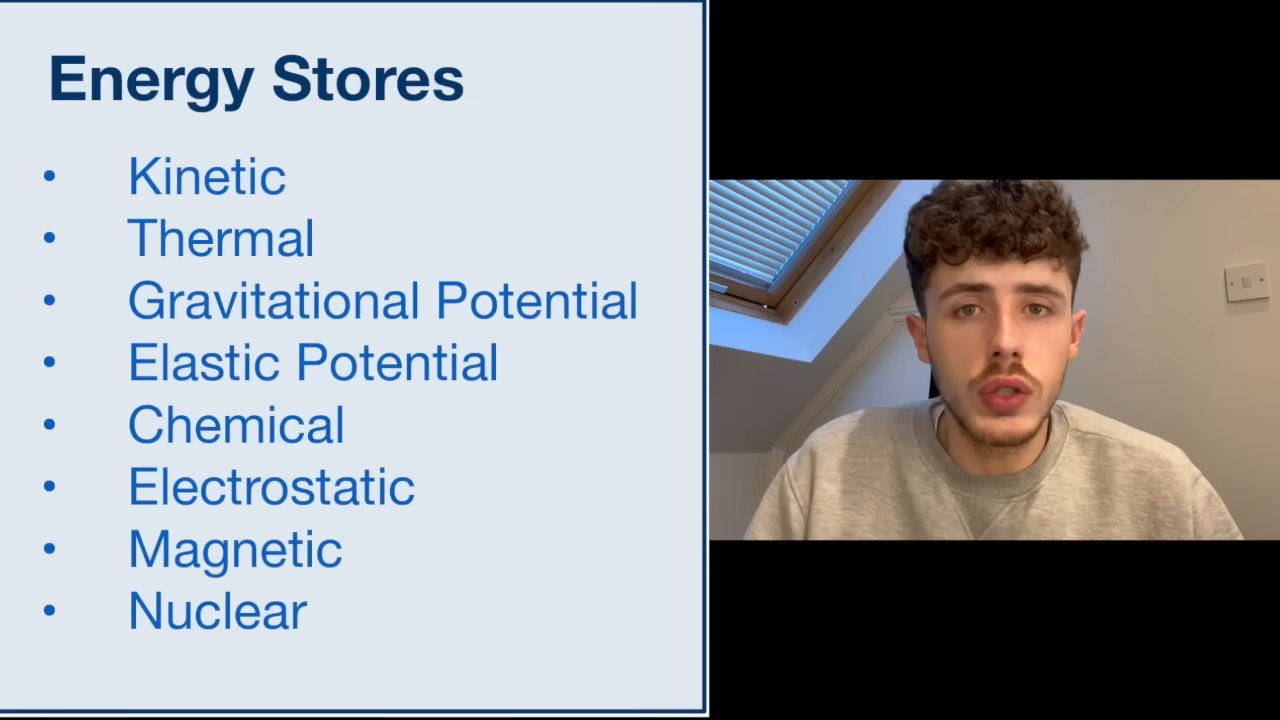 Energy Stores
• Kinetic
• Thermal
• Gravitational Potential
• Elastic Potential
• Chemical
• Electrostatic
• Magnetic
• Nuclear